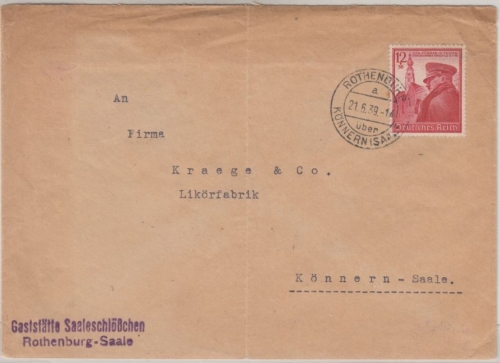 12
Deutsches Reich
ROTHENBURG
a
21.6.39.-1
über
KÖNNERN (SAALE)
An
Firma
Kraege & Co.
Likörfabrik
Könnern-Saale.
Gaststätte Saaleschlößchen
Rothenburg-Saale